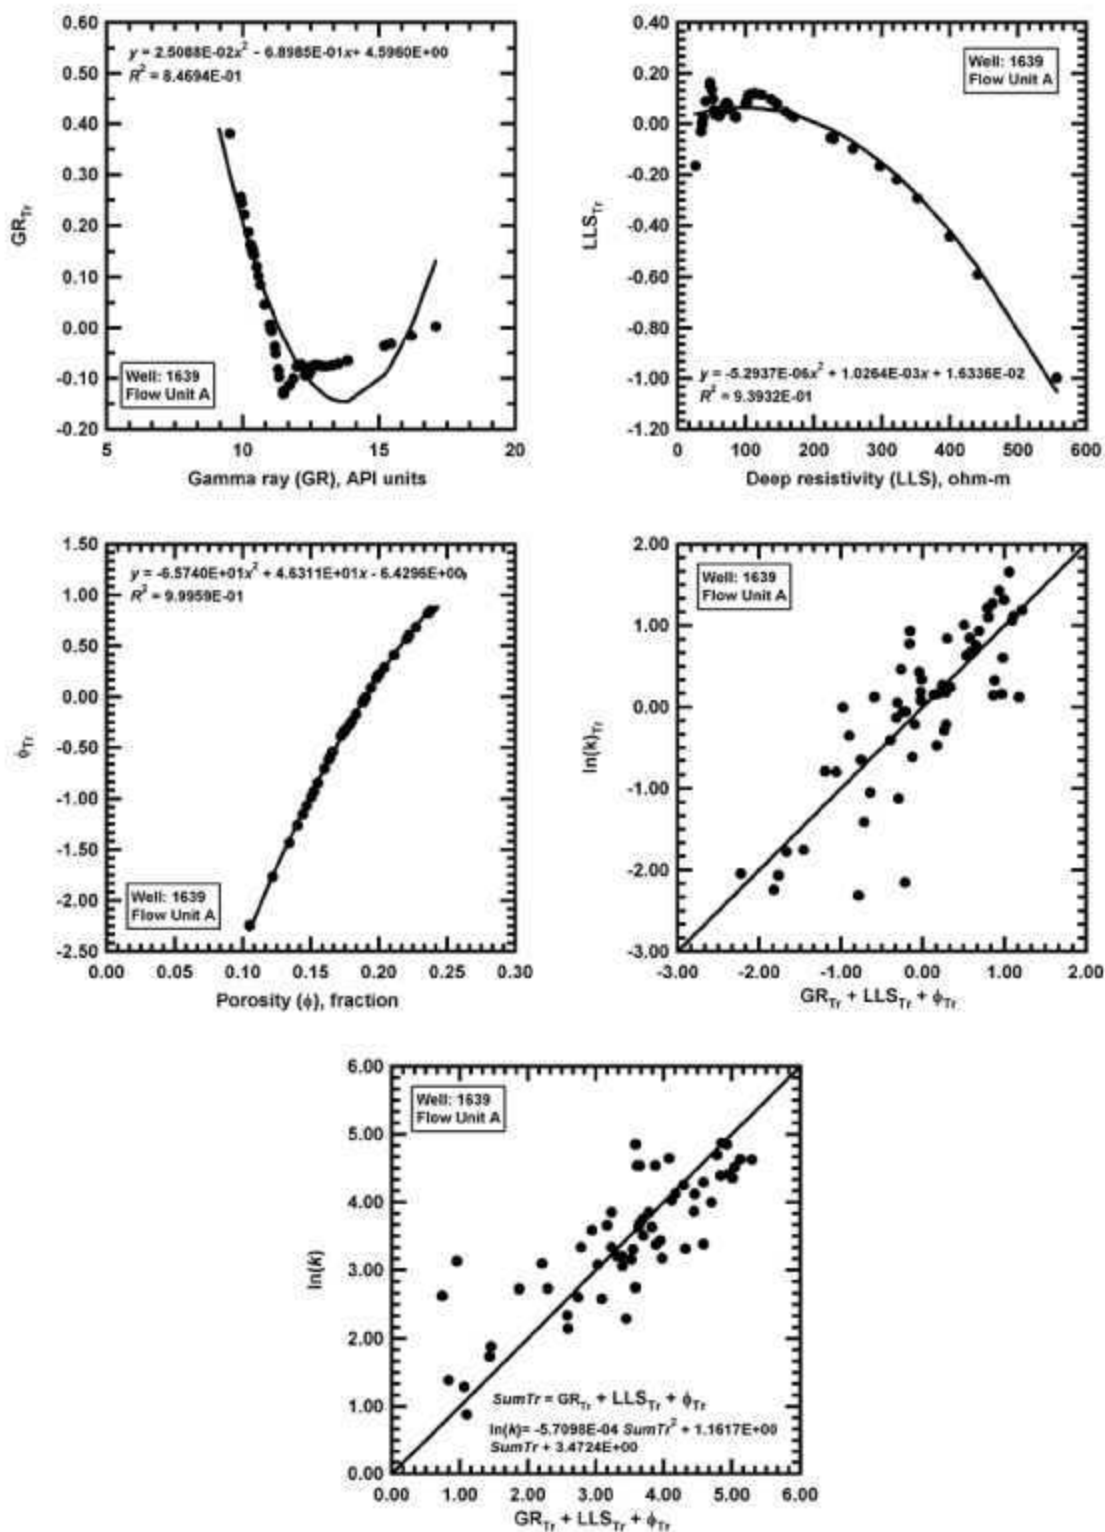 0.60
y = 2.5088E-02x² - 6.8985E-01x+ 4.5960E+00
R² = 8.4694E-01
0.50
0.40
0.30
0.20
0.10
0.00
-0.10
-0.20
GR_Tr
Well: 1639
Flow Unit A
5 10 15 20
Gamma ray (GR), API units
0.40
0.20
0.00
-0.20
-0.40
-0.60
-0.80
-1.00
-1.20
LLS_Tr
Well: 1639
Flow Unit A
y = -5.2937E-06x² + 1.0264E-03x + 1.6336E-02
R² = 9.3932E-01
0 100 200 300 400 500 600
Deep resistivity (LLS), ohm-m
1.50
y = -6.5740E+01x² + 4.6311E+01x - 6.4296E+00
R² = 9.9959E-01
1.00
0.50
0.00
-0.50
-1.00
-1.50
-2.00
-2.50
ϕ_Tr
Well: 1639
Flow Unit A
0.00 0.05 0.10 0.15 0.20 0.25 0.30
Porosity (ϕ), fraction
2.00
1.00
0.00
-1.00
-2.00
-3.00
ln(k)_Tr
Well: 1639
Flow Unit A
-3.00 -2.00 -1.00 0.00 1.00 2.00
GR_Tr + LLS_Tr + ϕ_Tr
6.00
5.00
4.00
3.00
2.00
1.00
0.00
ln(k)
Well: 1639
Flow Unit A
SumTr = GR_Tr + LLS_Tr + ϕ_Tr
ln(k)= -5.7098E-04 SumTr² + 1.1617E+00
SumTr + 3.4724E+00
0.00 1.00 2.00 3.00 4.00 5.00 6.00
GR_Tr + LLS_Tr + ϕ_Tr